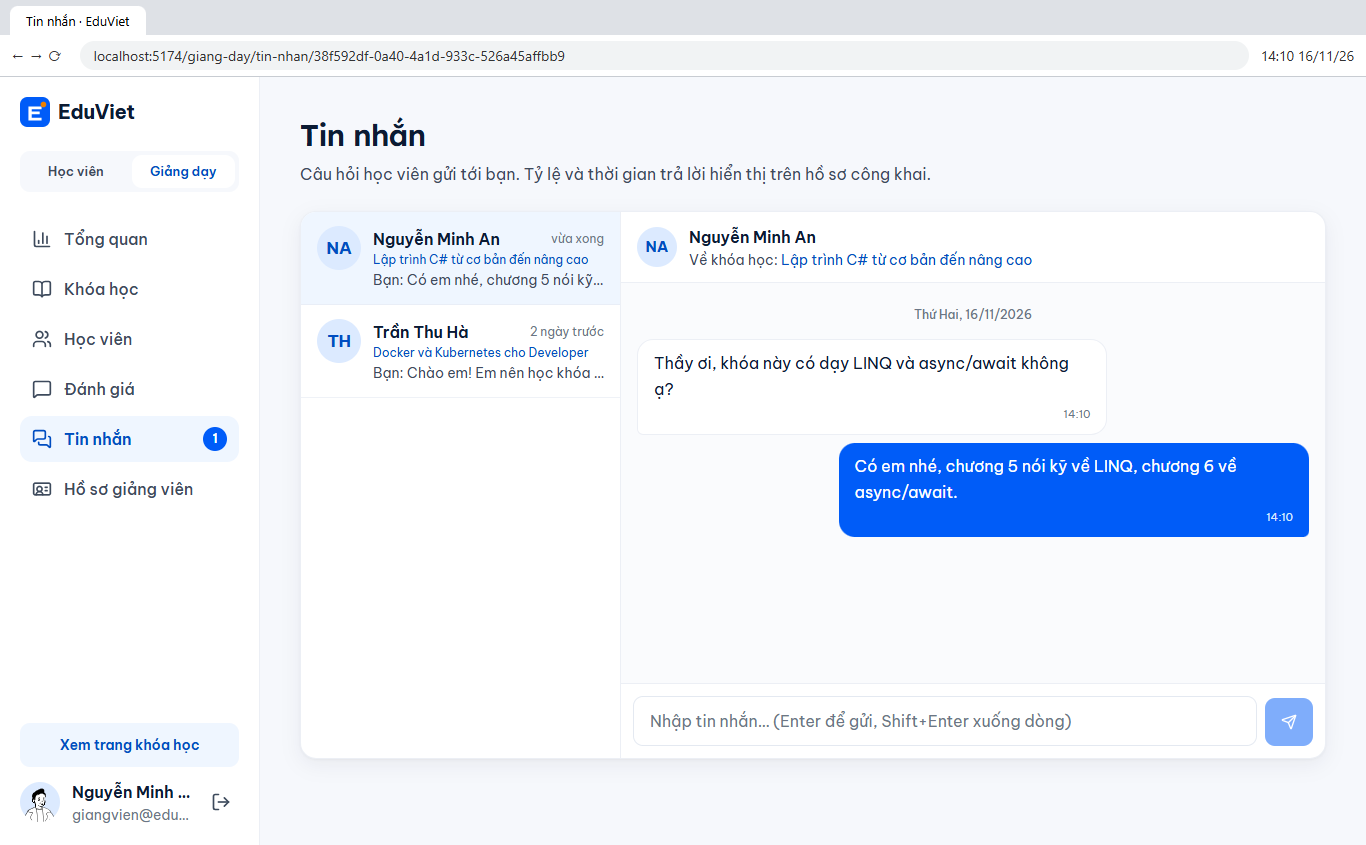 Tin nhắn · EduViet
localhost:5174/giang-day/tin-nhan/38f592df-0a40-4a1d-933c-526a45affbb9
14:10 16/11/26
E EduViet
Học viên
Giảng dạy
Tổng quan
Khóa học
Học viên
Đánh giá
Tin nhắn
1
Hồ sơ giảng viên
Xem trang khóa học
Nguyễn Minh ...
giangvien@edu...
Tin nhắn
Câu hỏi học viên gửi tới bạn. Tỷ lệ và thời gian trả lời hiển thị trên hồ sơ công khai.
NA
Nguyễn Minh An
vừa xong
Lập trình C# từ cơ bản đến nâng cao
Bạn: Có em nhé, chương 5 nói kỹ...
TH
Trần Thu Hà
2 ngày trước
Docker và Kubernetes cho Developer
Bạn: Chào em! Em nên học khóa ...
NA
Nguyễn Minh An
Về khóa học: Lập trình C# từ cơ bản đến nâng cao
Thứ Hai, 16/11/2026
Thầy ơi, khóa này có dạy LINQ và async/await không
ạ?
14:10
Có em nhé, chương 5 nói kỹ về LINQ, chương 6 về
async/await.
14:10
Nhập tin nhắn... (Enter để gửi, Shift+Enter xuống dòng)